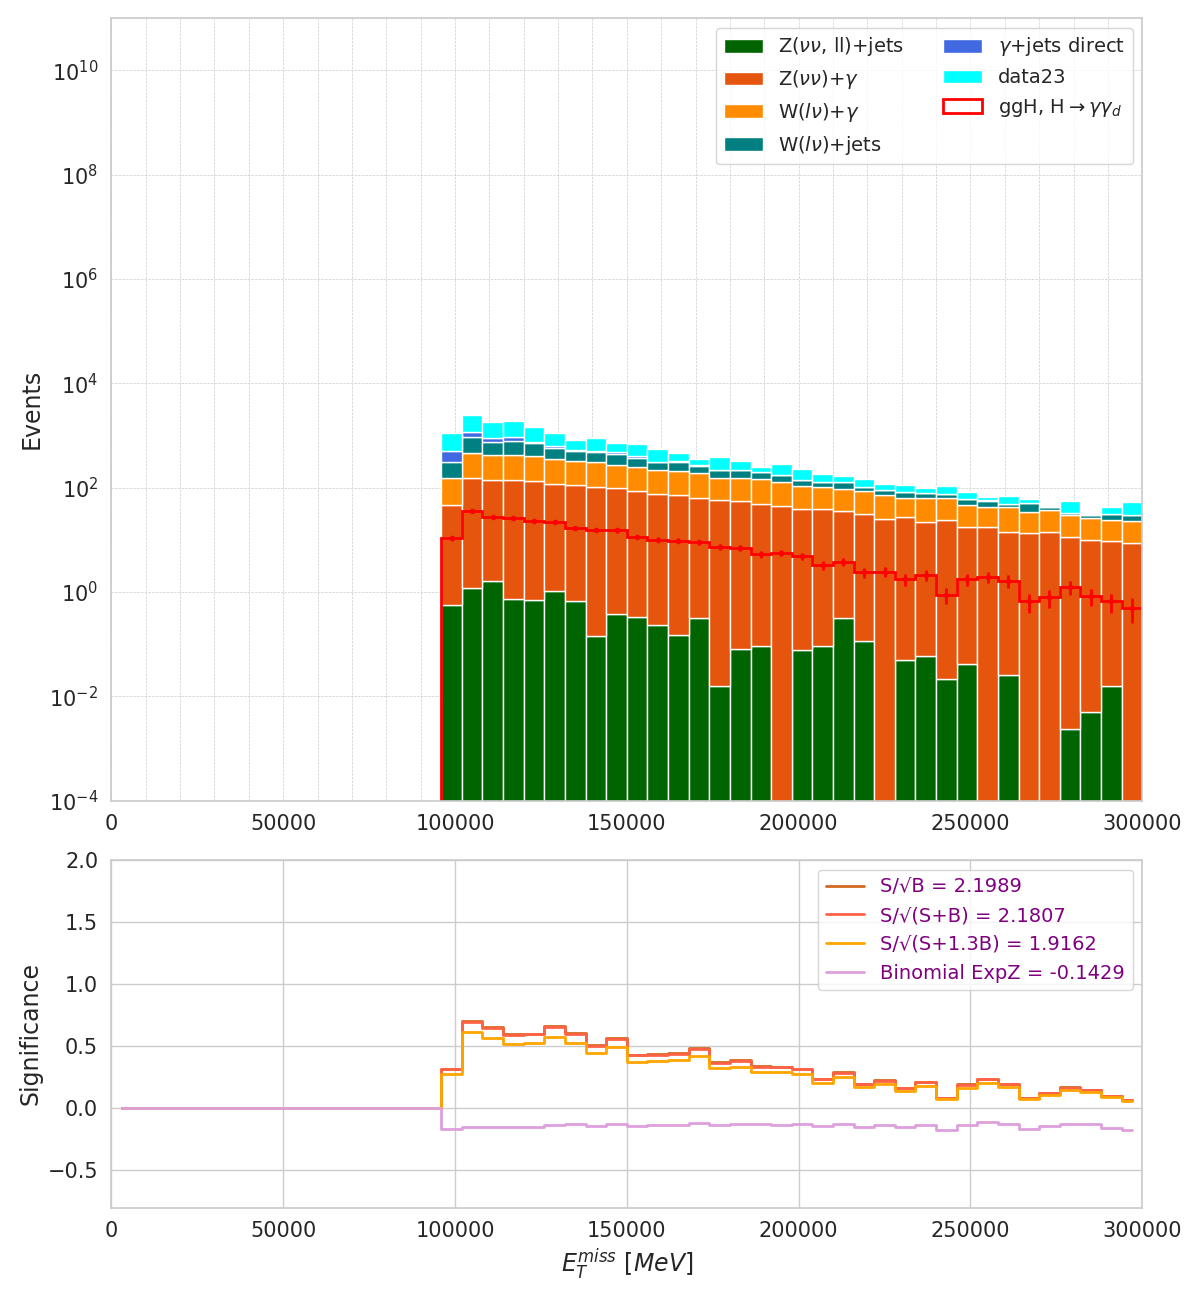 Z(νν, ll)+jets
Z(νν)+γ
W(lν)+γ
W(lν)+jets
γ+jets direct
data23
ggH, H→γγ_d
Events
10^10
10^8
10^6
10^4
10^2
10^0
10^−2
10^−4
0 50000 100000 150000 200000 250000 300000
S/√B = 2.1989
S/√(S+B) = 2.1807
S/√(S+1.3B) = 1.9162
Binomial ExpZ = -0.1429
Significance
2.0
1.5
1.0
0.5
0.0
−0.5
0 50000 100000 150000 200000 250000 300000
E_T^miss [MeV]